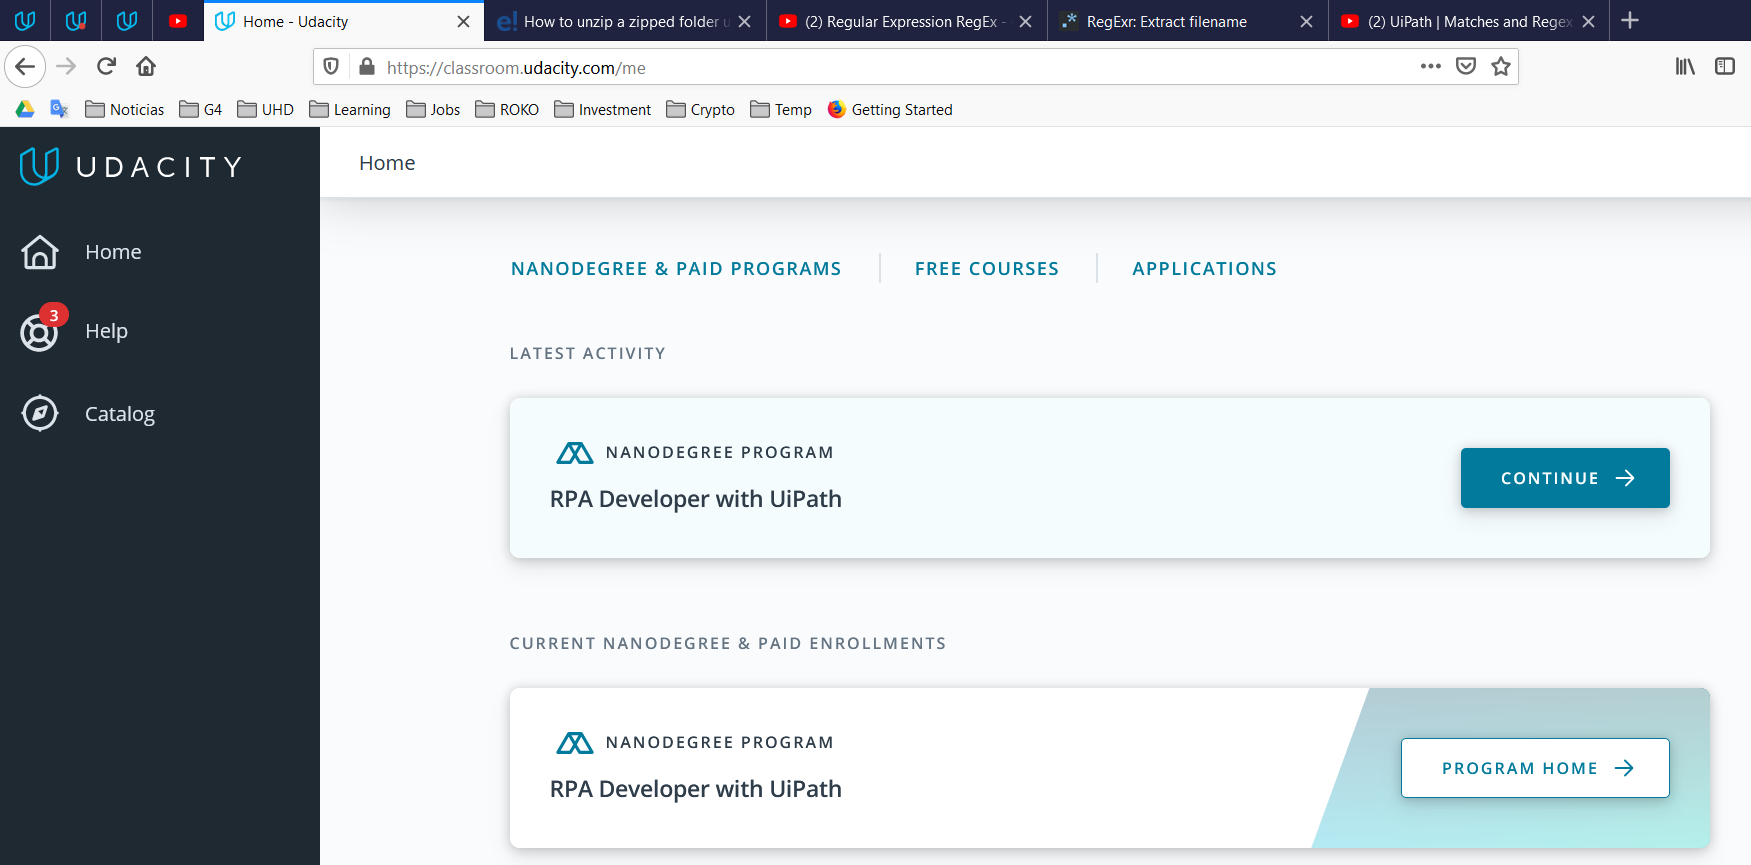 Home - Udacity
e! How to unzip a zipped folder u
(2) Regular Expression RegEx -
.* RegExr: Extract filename
(2) UiPath | Matches and Regex
https://classroom.udacity.com/me
Noticias
G4
UHD
Learning
Jobs
ROKO
Investment
Crypto
Temp
Getting Started
UDACITY
Home
Home
3
Help
Catalog
NANODEGREE & PAID PROGRAMS
FREE COURSES
APPLICATIONS
LATEST ACTIVITY
NANODEGREE PROGRAM
RPA Developer with UiPath
CONTINUE
CURRENT NANODEGREE & PAID ENROLLMENTS
NANODEGREE PROGRAM
RPA Developer with UiPath
PROGRAM HOME